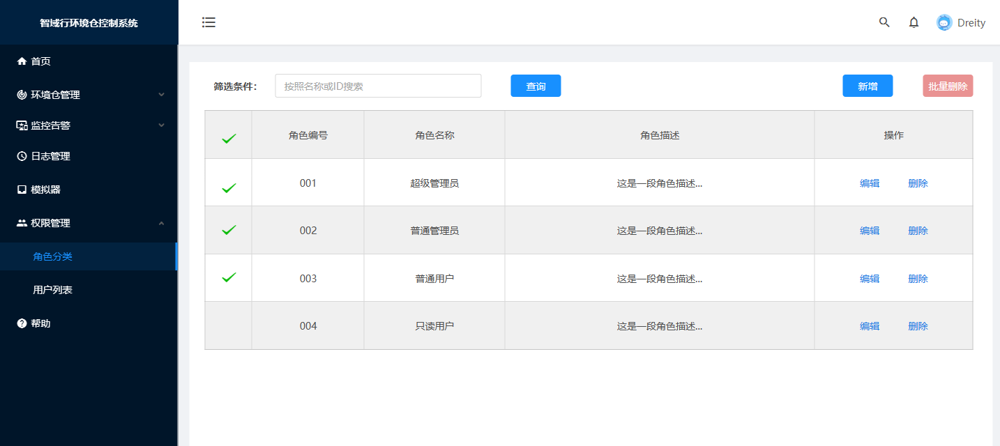 智域行环境仓控制系统
Dreity
首页
环境仓管理
监控告警
日志管理
模拟器
权限管理
角色分类
用户列表
帮助
筛选条件： 按照名称或ID搜索 查询 新增 批量删除
角色编号 角色名称 角色描述 操作
001 超级管理员 这是一段角色描述... 编辑 删除
002 普通管理员 这是一段角色描述... 编辑 删除
003 普通用户 这是一段角色描述... 编辑 删除
004 只读用户 这是一段角色描述... 编辑 删除